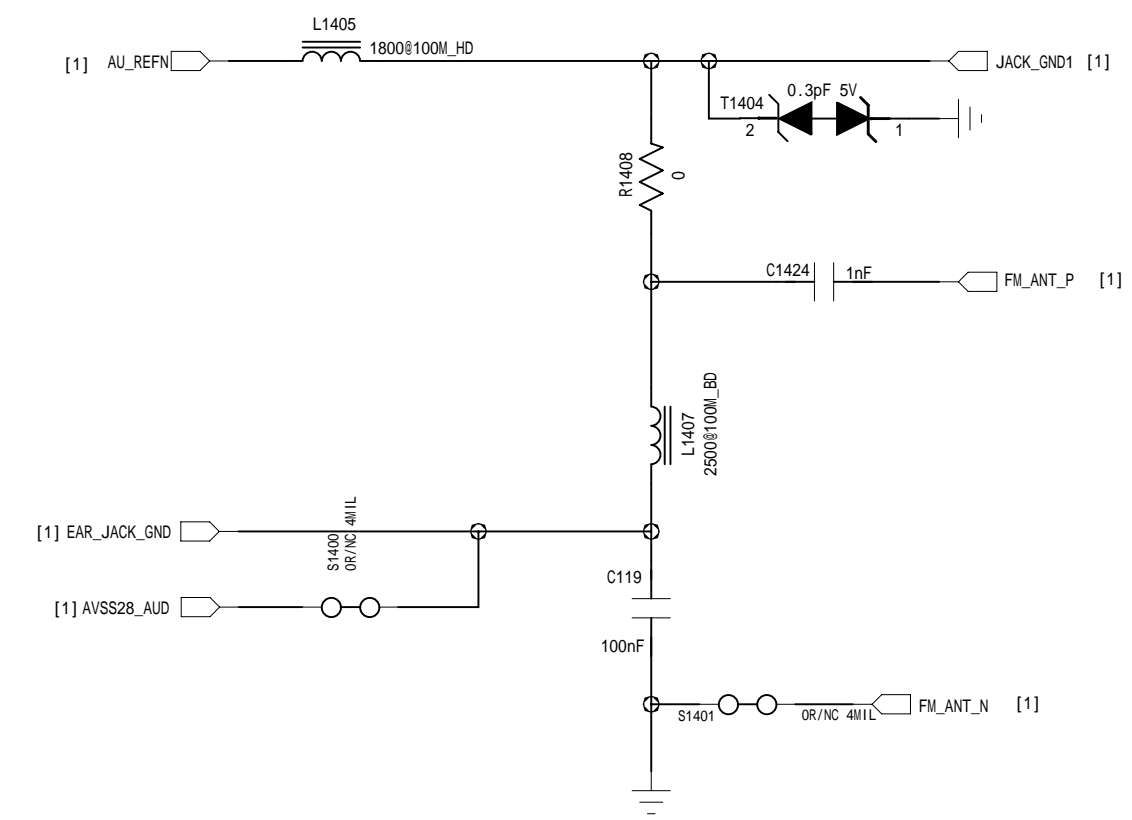 L1405
1800@100M_HD
[1] AU_REFN
JACK_GND1 [1]
0.3pF 5V
T1404
2
1
R1408
0
C1424
1nF
FM_ANT_P [1]
L1407
2500@100M_BD
[1] EAR_JACK_GND
S1400
0R/NC 4MIL
[1] AVSS28_AUD
C119
100nF
S1401
0R/NC 4MIL
FM_ANT_N [1]